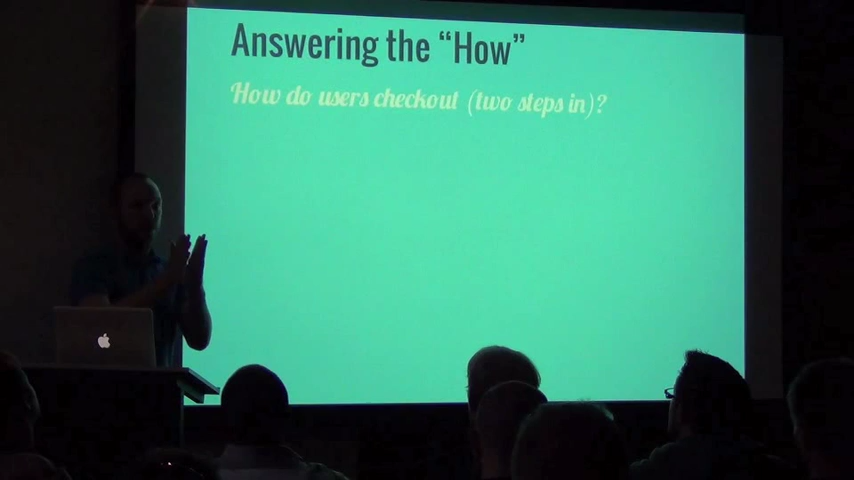 Answering the “How”
How do users checkout (two steps in)?